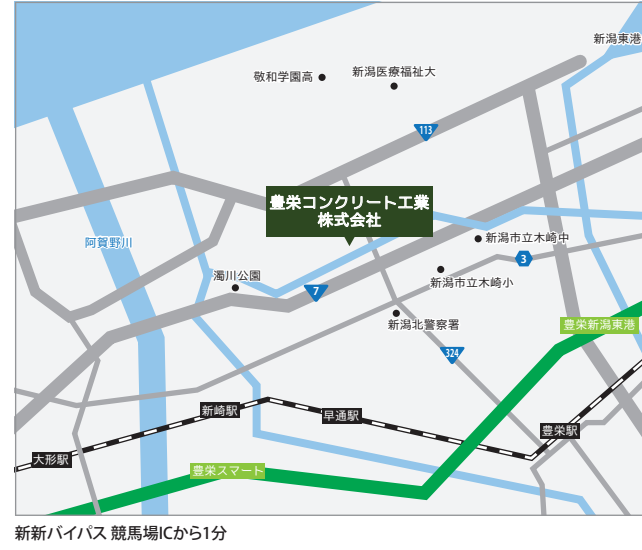 新潟東港
敬和学園高
新潟医療福祉大
113
豊栄コンクリート工業
株式会社
阿賀野川
新潟市立木崎中
3
濁川公園
新潟市立木崎小
7
新潟北警察署
豊栄新潟東港
324
新崎駅
早通駅
豊栄駅
大形駅
豊栄スマート
新新バイパス 競馬場ICから1分